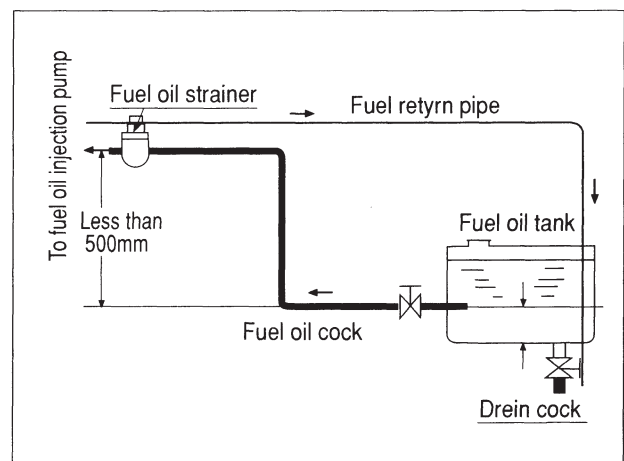 Fuel oil strainer
Fuel retyrn pipe
To fuel oil injection pump
Less than
500mm
Fuel oil tank
Fuel oil cock
Drein cock